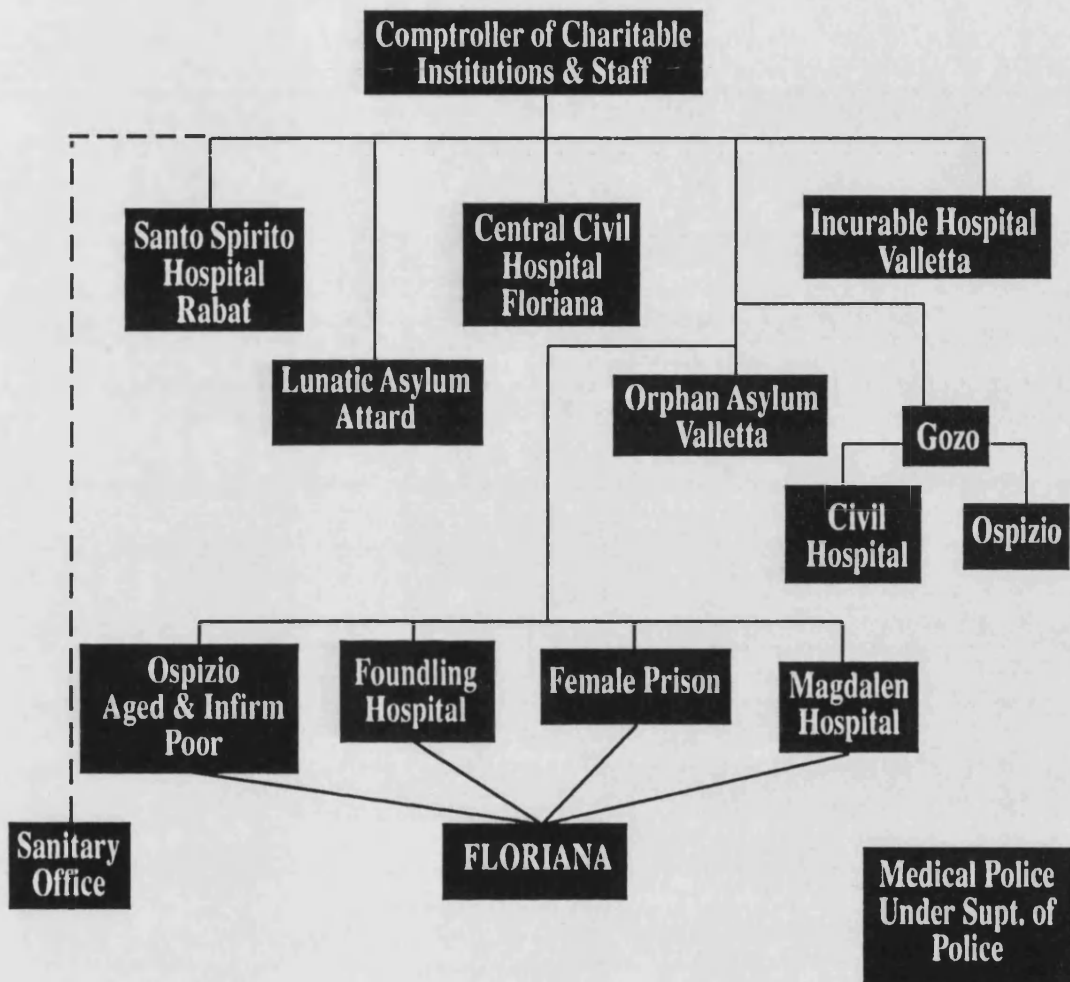 Comptroller of Charitable
Institutions & Staff
Santo Spirito
Hospital
Rabat
Central Civil
Hospital
Floriana
Incurable Hospital
Valletta
Lunatic Asylum
Attard
Orphan Asylum
Valletta
Gozo
Civil
Hospital
Ospizio
Ospizio
Aged & Infirm
Poor
Foundling
Hospital
Female Prison
Magdalen
Hospital
Sanitary
Office
FLORIANA
Medical Police
Under Supt. of
Police